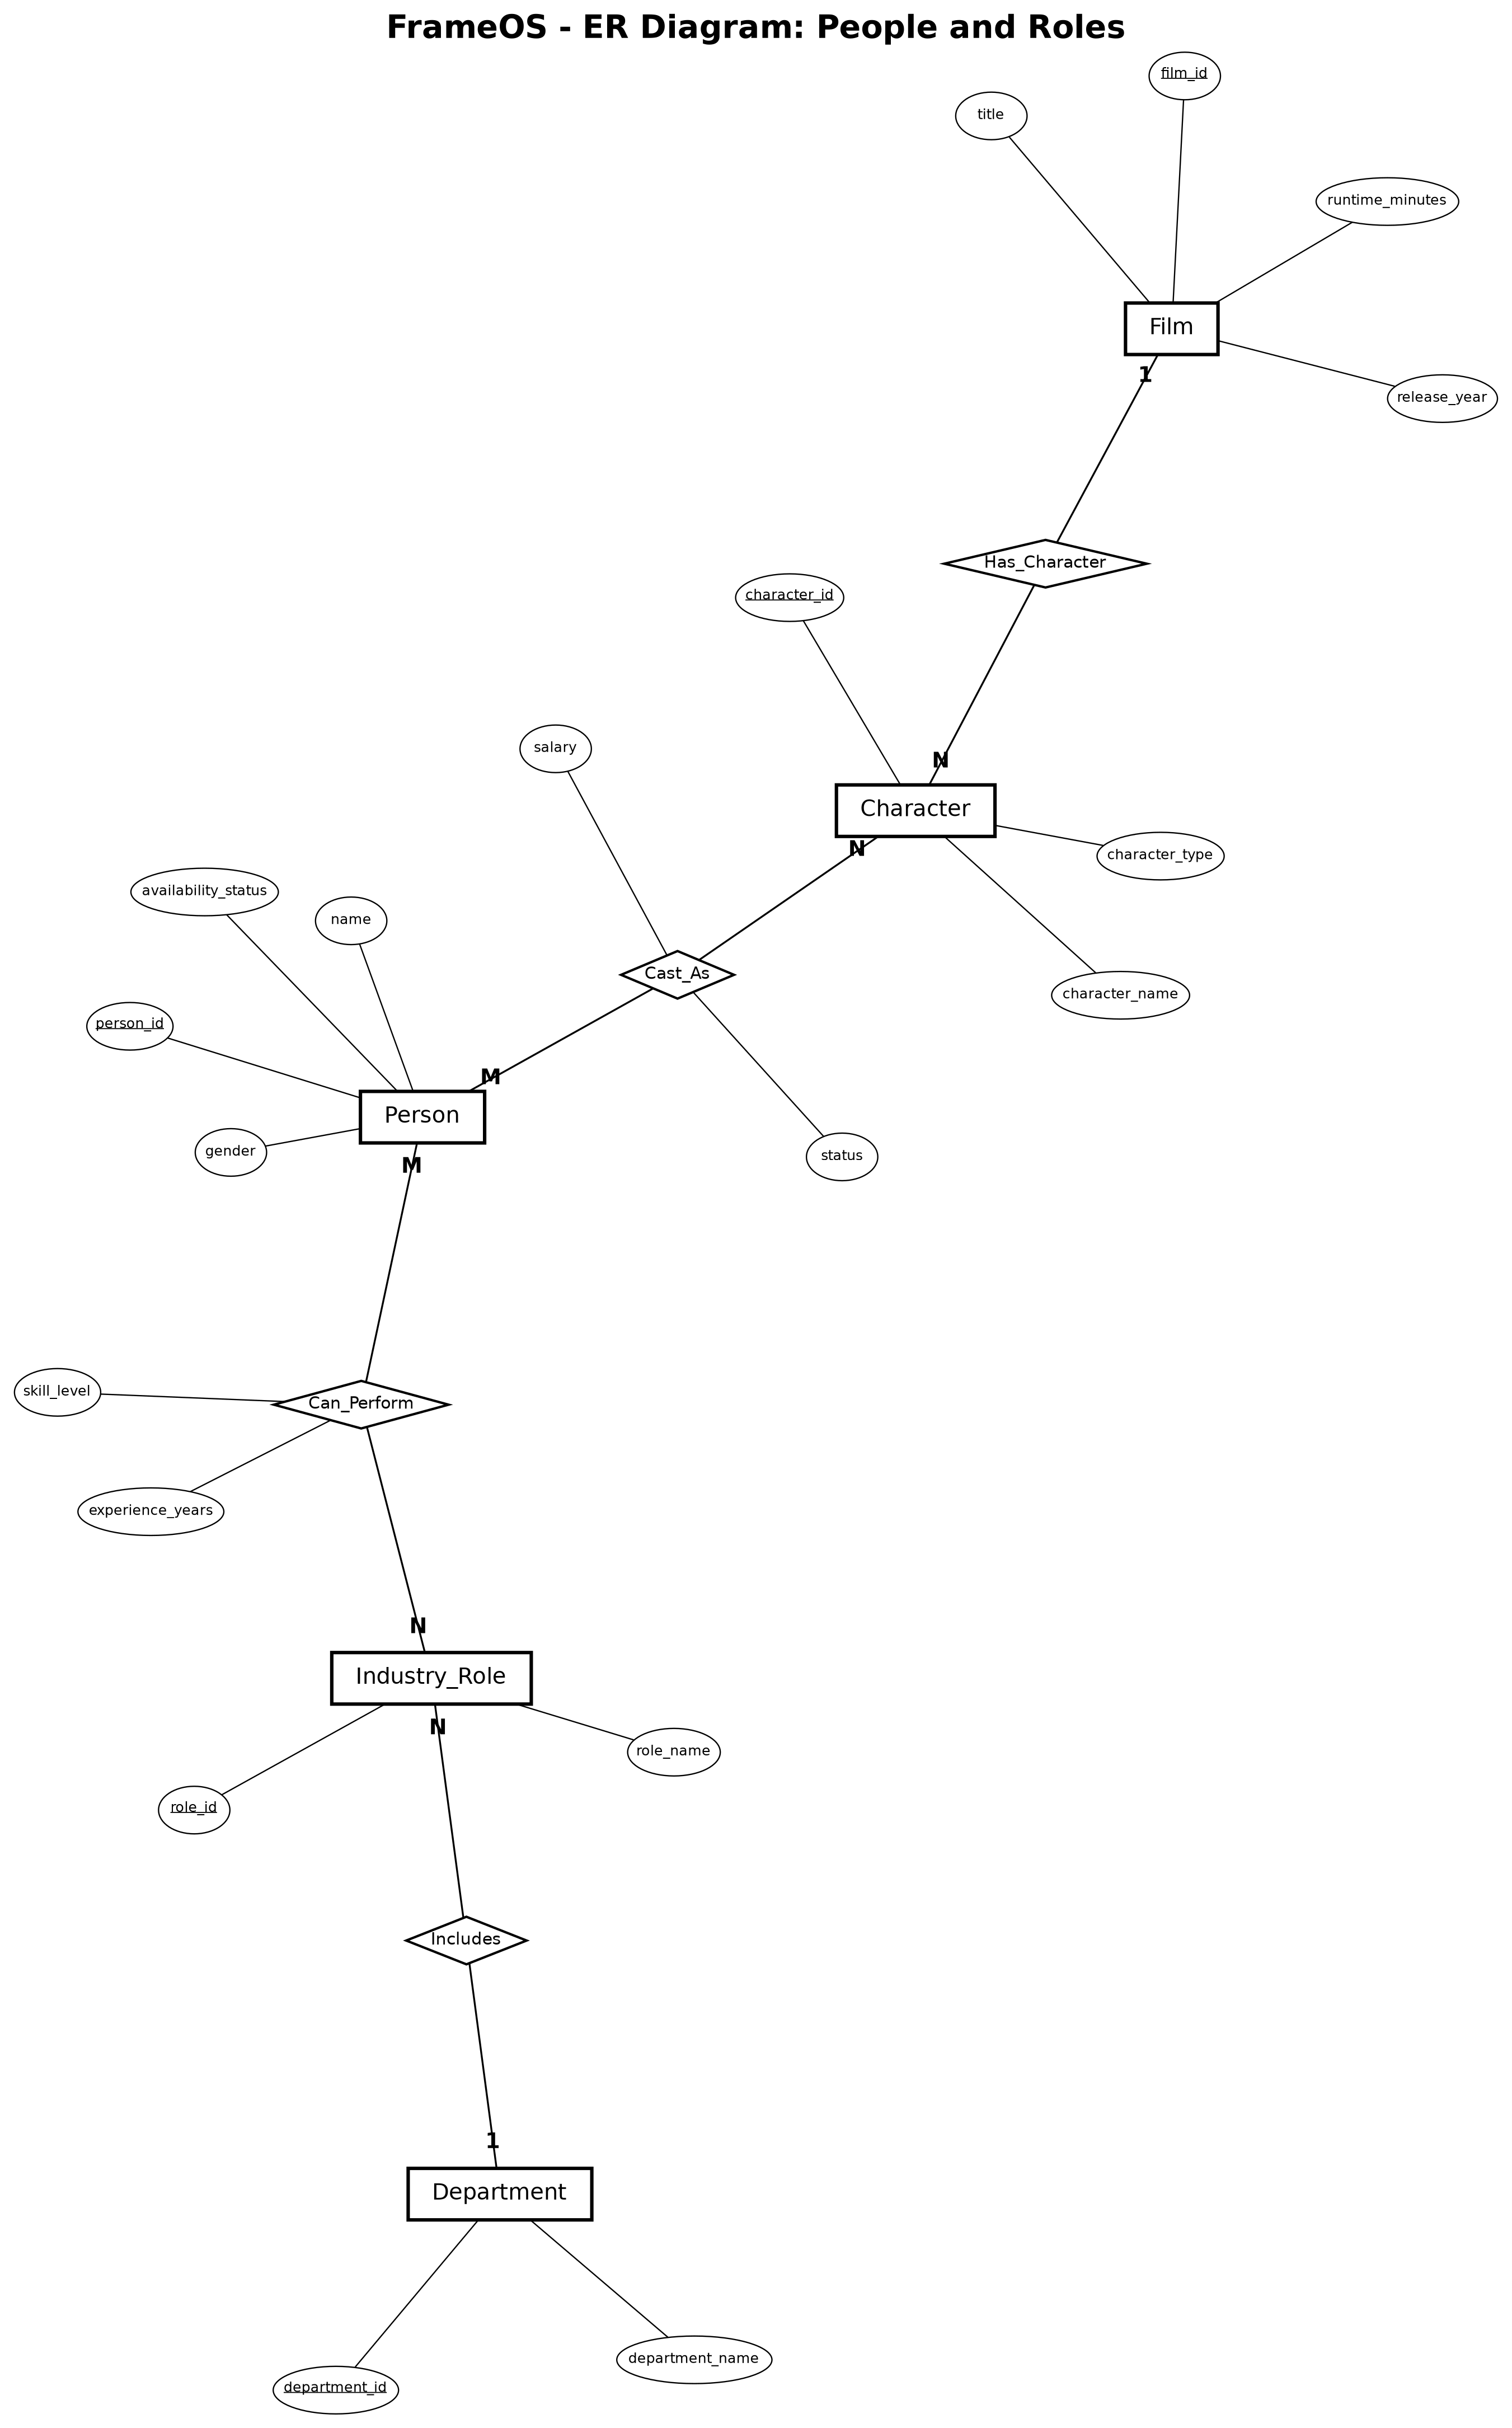 FrameOS - ER Diagram: People and Roles
film_id
title
runtime_minutes
Film
1
release_year
Has_Character
character_id
salary
N
Character
N
character_type
availability_status
name
Cast_As
character_name
person_id
M
Person
gender
status
M
skill_level
Can_Perform
experience_years
N
Industry_Role
N
role_name
role_id
Includes
1
Department
department_name
department_id